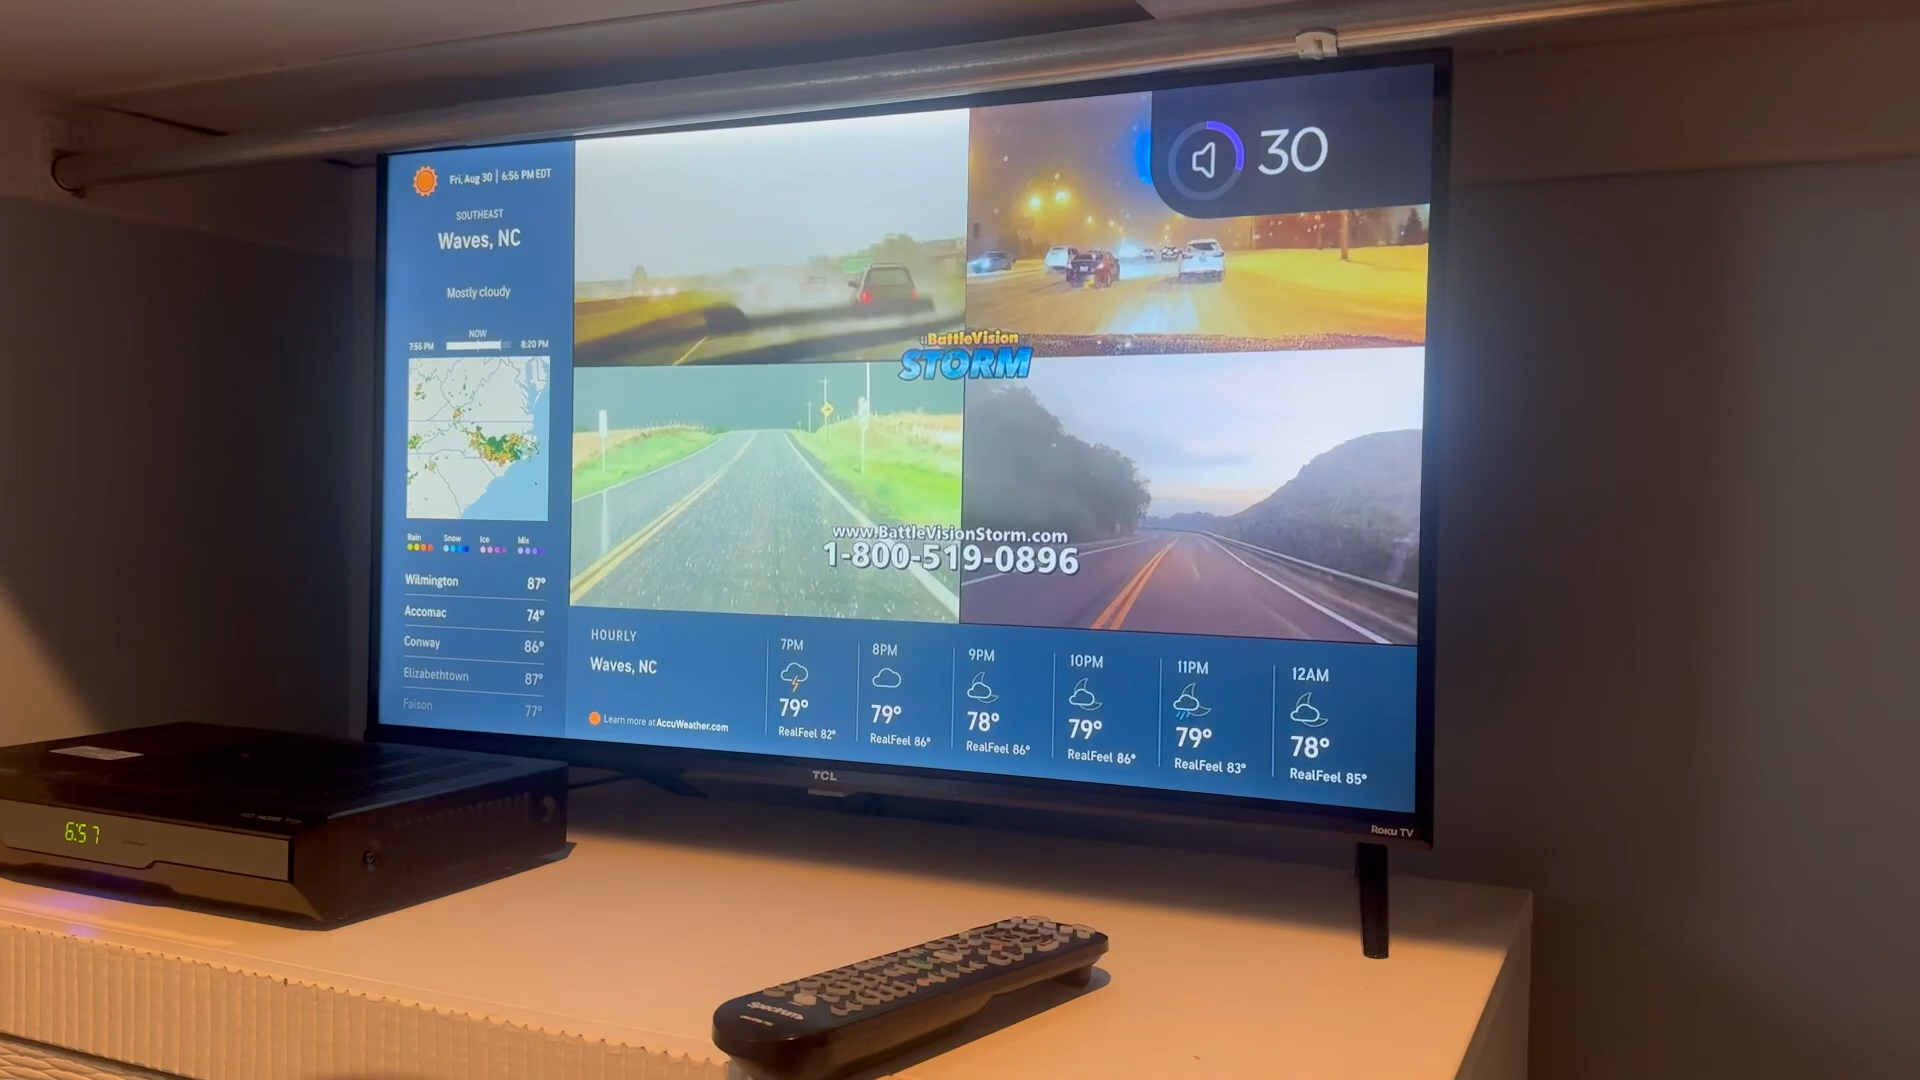 Fri, Aug 30 | 6:56 PM EDT
SOUTHEAST
Waves, NC
Mostly cloudy
NOW
7:55 PM 8:20 PM
Rain Snow Ice Mix
Wilmington 87°
Accomac 74°
Conway 86°
Elizabethtown 87°
Faison 77°
30
BattleVision
STORM
www.BattleVisionStorm.com
1-800-519-0896
HOURLY
Waves, NC
Learn more at AccuWeather.com
7PM
79°
RealFeel 82°
8PM
79°
RealFeel 86°
9PM
78°
RealFeel 86°
10PM
79°
RealFeel 86°
11PM
79°
RealFeel 83°
12AM
78°
RealFeel 85°
TCL
Roku TV
6:57
Spectrum